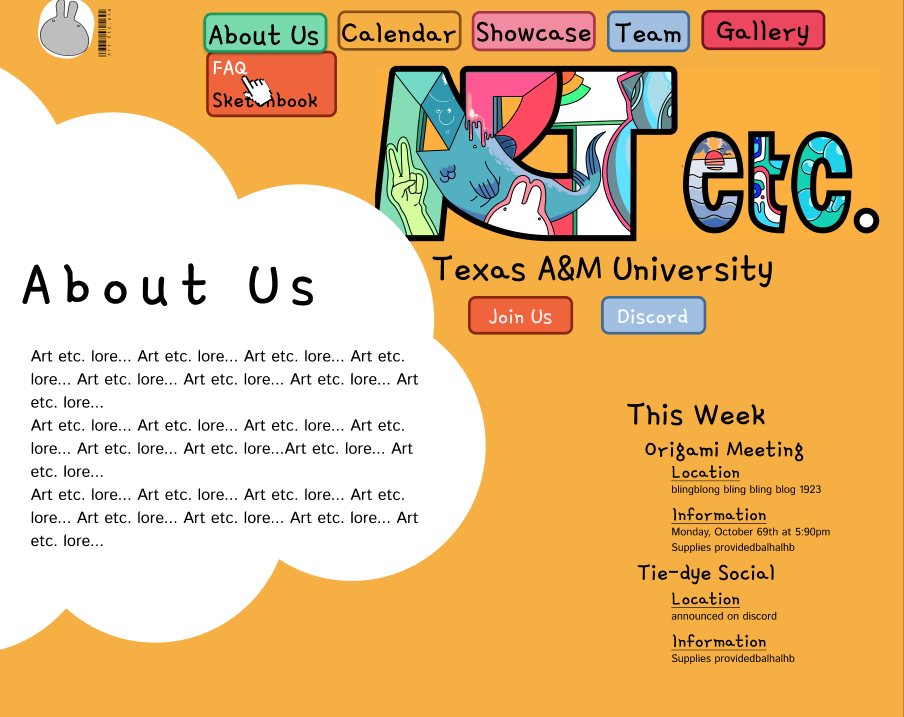 About Us
Calendar
Showcase
Team
Gallery
FAQ
Sketchbook
ART etc.
Texas A&M University
Join Us
Discord
About Us
Art etc. lore... Art etc. lore... Art etc. lore... Art etc.
lore... Art etc. lore... Art etc. lore... Art etc. lore... Art
etc. lore...
Art etc. lore... Art etc. lore... Art etc. lore... Art etc.
lore... Art etc. lore... Art etc. lore...Art etc. lore... Art
etc. lore...
Art etc. lore... Art etc. lore... Art etc. lore... Art etc.
lore... Art etc. lore... Art etc. lore... Art etc. lore... Art
etc. lore...
This Week
Origami Meeting
Location
blingblong bling bling blog 1923
Information
Monday, October 69th at 5:90pm
Supplies providedbalhalhb
Tie-dye Social
Location
announced on discord
Information
Supplies providedbalhalhb